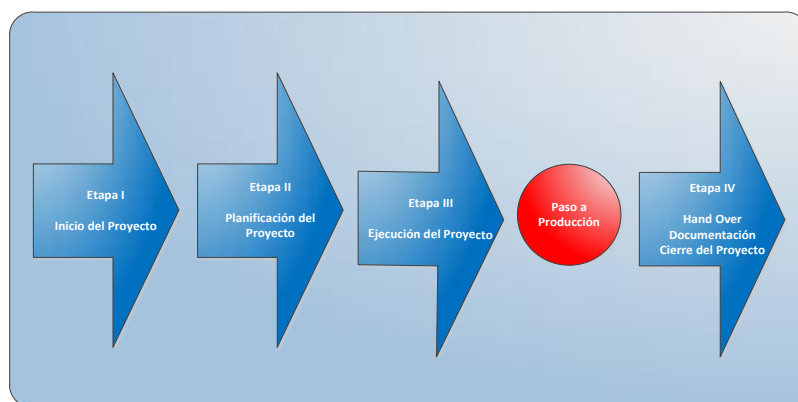 Etapa I
Inicio del Proyecto
Etapa II
Planificación del
Proyecto
Etapa III
Ejecución del Proyecto
Paso a
Producción
Etapa IV
Hand Over
Documentación
Cierre del Proyecto